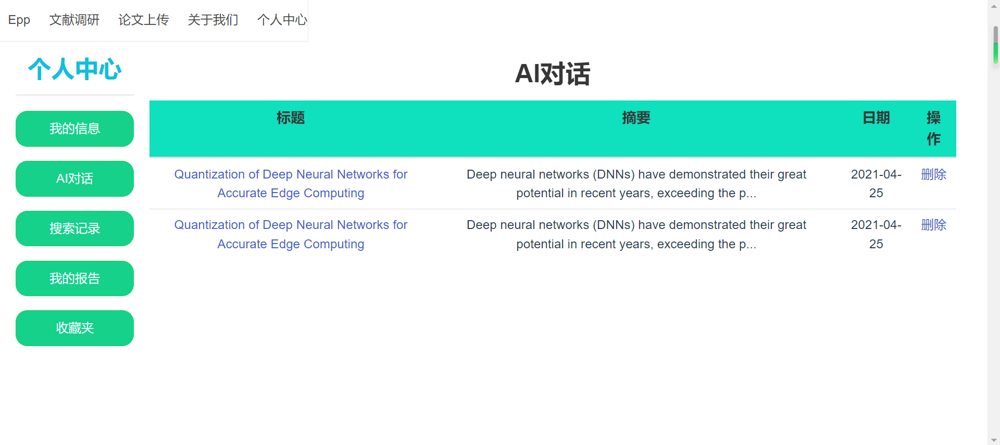 Epp 文献调研 论文上传 关于我们 个人中心
个人中心
我的信息
AI对话
搜索记录
我的报告
收藏夹
AI对话
标题 摘要 日期 操
作
Quantization of Deep Neural Networks for Deep neural networks (DNNs) have demonstrated their great 2021-04- 删除
Accurate Edge Computing potential in recent years, exceeding the p... 25
Quantization of Deep Neural Networks for Deep neural networks (DNNs) have demonstrated their great 2021-04- 删除
Accurate Edge Computing potential in recent years, exceeding the p... 25